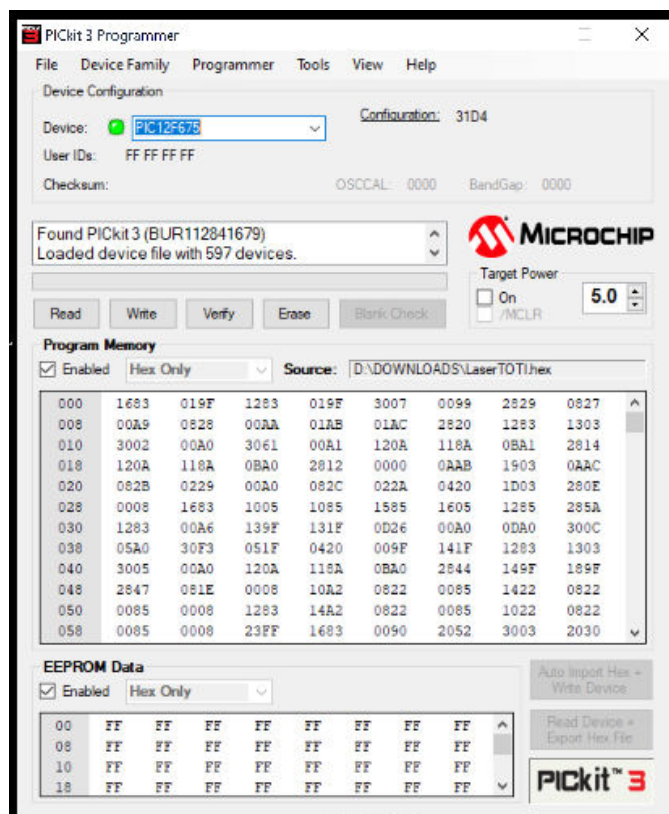 PICkit 3 Programmer
File Device Family Programmer Tools View Help
Device Configuration
Device: PIC12F675 Configuration: 31D4
User IDs: FF FF FF FF
Checksum: OSCCAL: 0000 BandGap: 0000
Found PICkit 3 (BUR112841679)
Loaded device file with 597 devices.
MICROCHIP
Target Power
On
/MCLR
5.0
Read Write Verify Erase Blank Check
Program Memory
Enabled Hex Only Source: D:\DOWNLOADS\LaserTOTI.hex
000 1683 019F 1283 019F 3007 0099 2829 0827
008 00A9 0828 00AA 01AB 01AC 2820 1283 1303
010 3002 00A0 3061 00A1 120A 118A 0BA1 2814
018 120A 118A 0BA0 2812 0000 0AAB 1903 0AAC
020 082B 0229 00A0 082C 022A 0420 1D03 280E
028 0008 1683 1005 1085 1585 1605 1285 285A
030 1283 00A6 139F 131F 0D26 00A0 0DA0 300C
038 05A0 30F3 051F 0420 009F 141F 1283 1303
040 3005 00A0 120A 118A 0BA0 2844 149F 189F
048 2847 081E 0008 10A2 0822 0085 1422 0822
050 0085 0008 1283 14A2 0822 0085 1022 0822
058 0085 0008 23FF 1683 0090 2052 3003 2030
EEPROM Data
Enabled Hex Only
00 FF FF FF FF FF FF FF FF
08 FF FF FF FF FF FF FF FF
10 FF FF FF FF FF FF FF FF
18 FF FF FF FF FF FF FF FF
Auto Import Hex +
Write Device
Read Device +
Export Hex File
PICkit™ 3